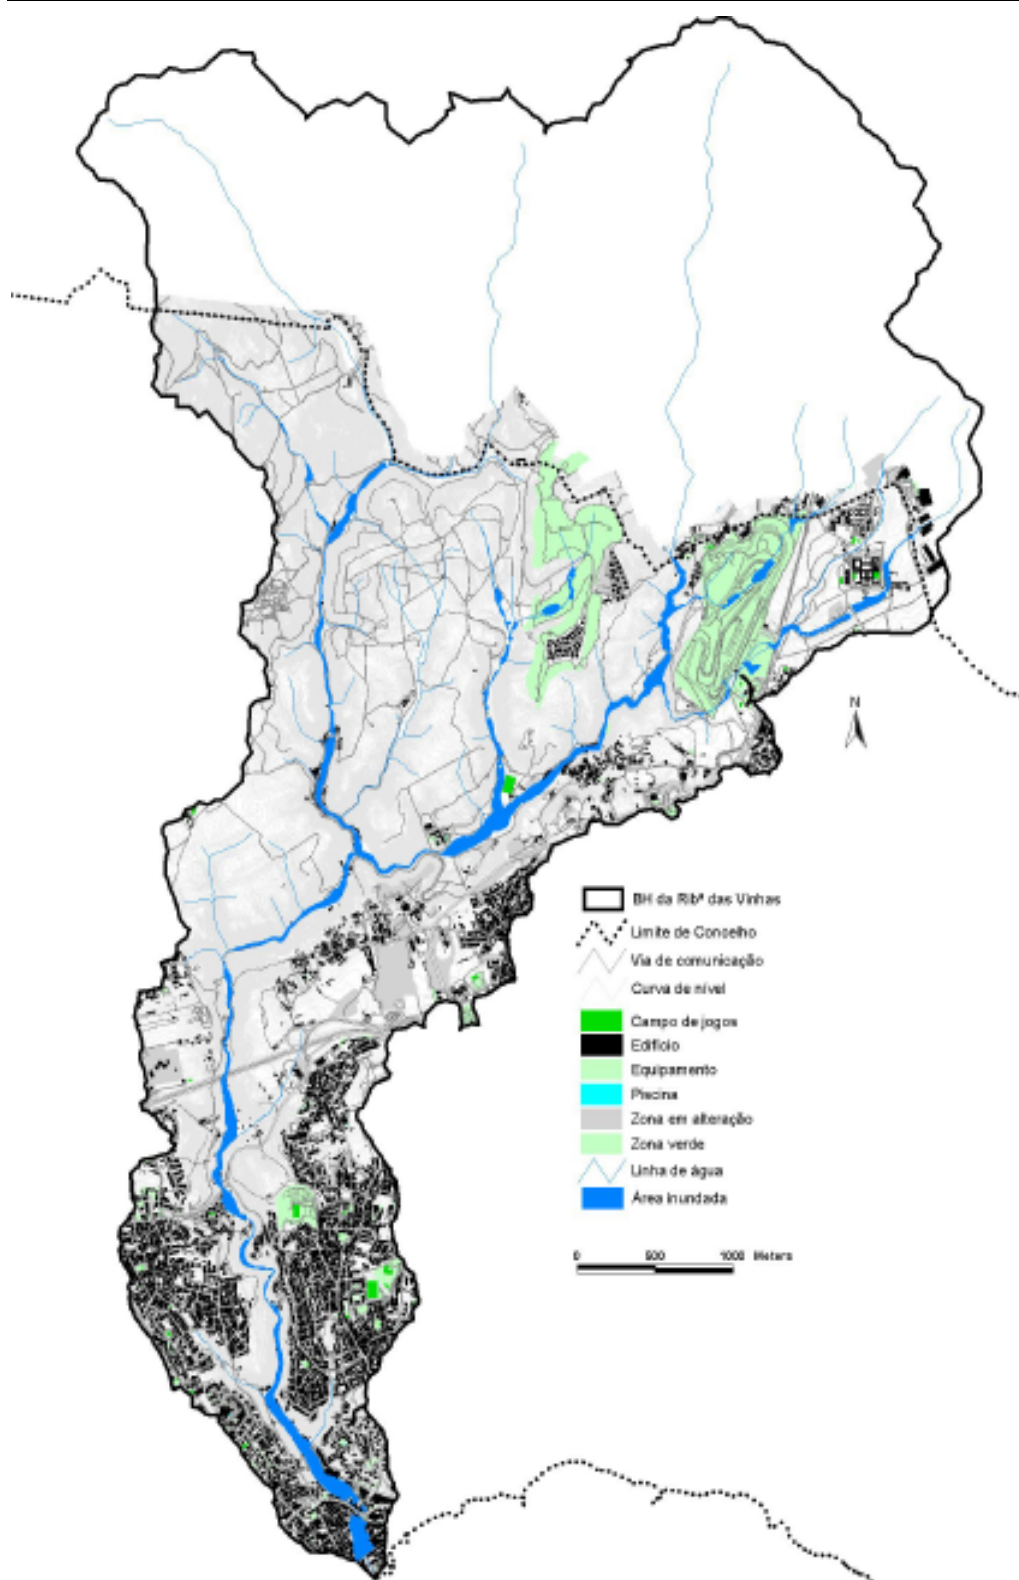 N
BH da Ribª das Vinhas
Limite de Concelho
Via de comunicação
Curva de nível
Campo de jogos
Edifício
Equipamento
Piscina
Zona em alteração
Zona verde
Linha de água
Área inundada
0 500 1000 Meters